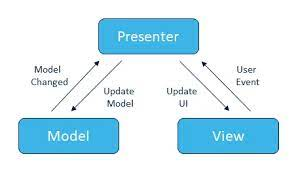 Presenter
Model
Changed
Update
Model
Update
UI
User
Event
Model
View